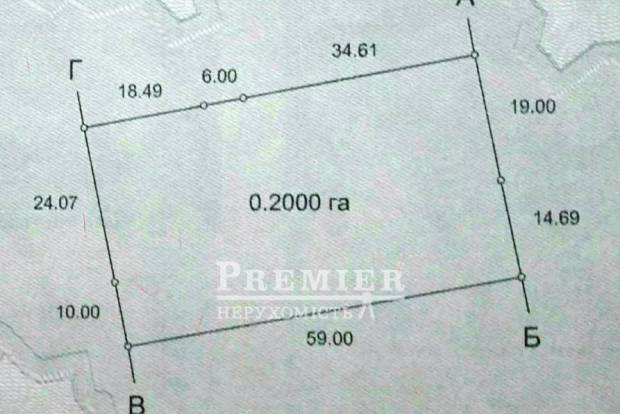 А
34.61
Г
6.00
18.49
19.00
24.07
0.2000 га
14.69
PREMIER
НЕРУХОМІСТЬ
10.00
59.00
Б
В